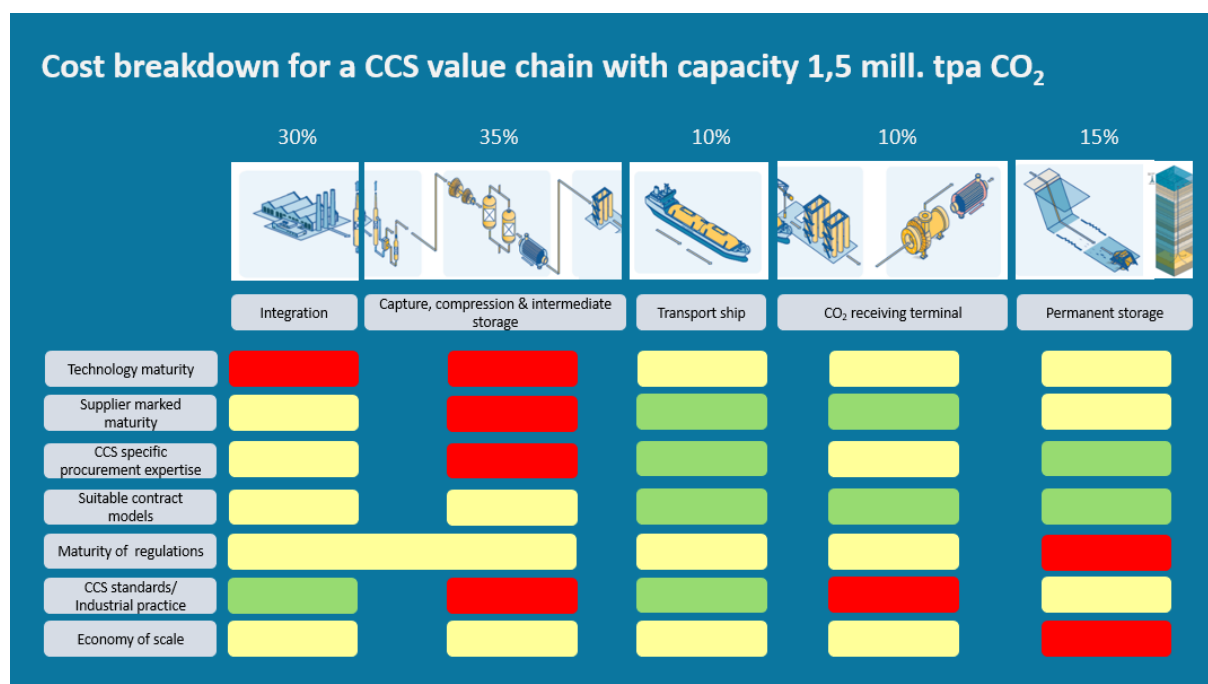 Cost breakdown for a CCS value chain with capacity 1,5 mill. tpa CO₂
30%
35%
10%
10%
15%
Integration
Capture, compression & intermediate
storage
Transport ship
CO₂ receiving terminal
Permanent storage
Technology maturity
Supplier marked
maturity
CCS specific
procurement expertise
Suitable contract
models
Maturity of regulations
CCS standards/
Industrial practice
Economy of scale